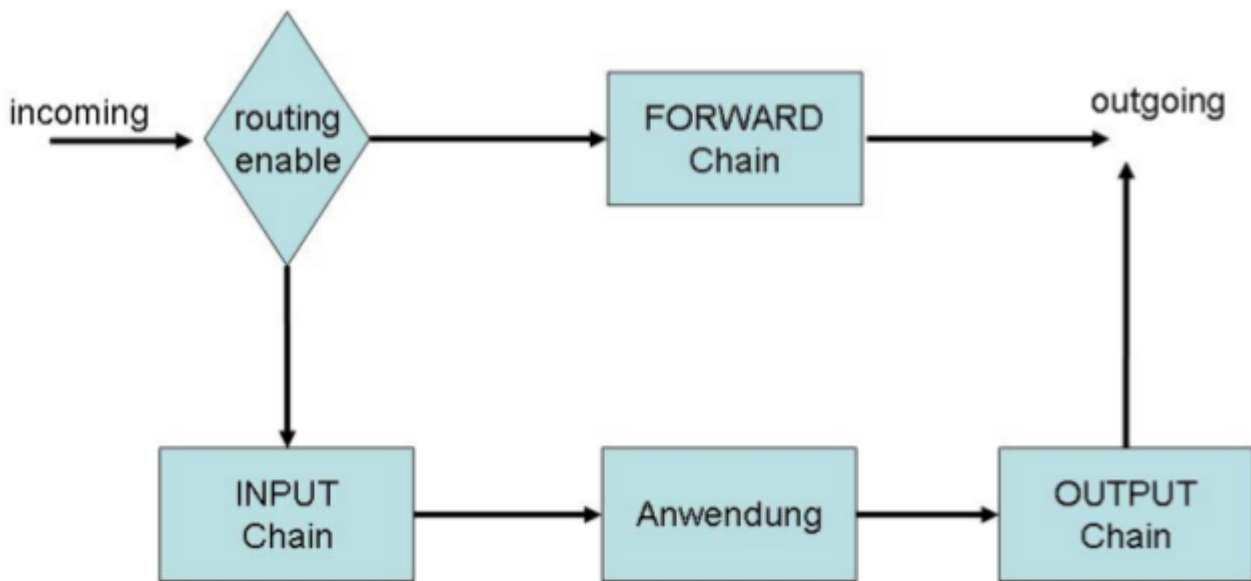 incoming
routing
enable
FORWARD
Chain
outgoing
INPUT
Chain
Anwendung
OUTPUT
Chain